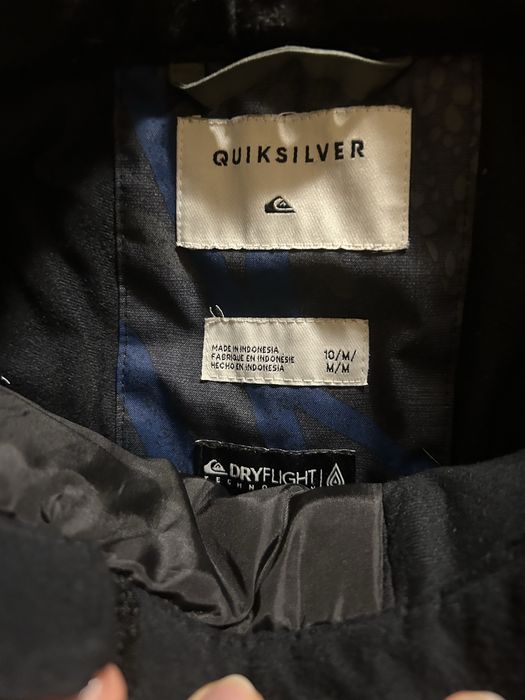 QUIKSILVER
MADE IN INDONESIA
FABRIQUE EN INDONESIE
HECHO EN INDONESIA
10/M/
M/M
DRYFLIGHT